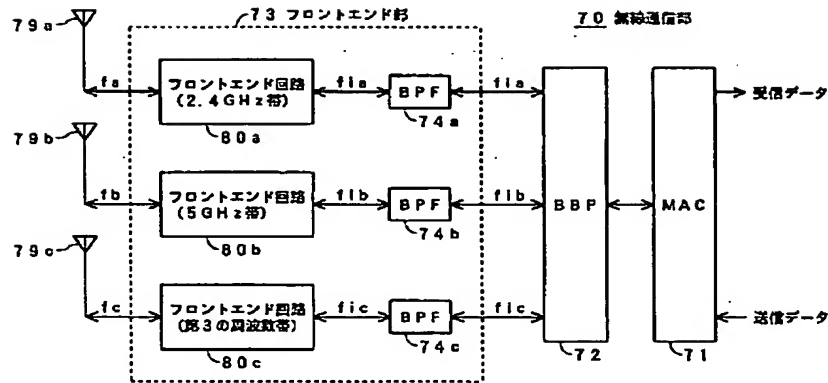 73 フロントエンド部
70 無線通信部
79a
fa
フロントエンド回路
(2.4GHz帯)
80a
fia
BPF
74a
fia
受信データ
79b
fb
フロントエンド回路
(5GHz帯)
80b
fib
BPF
74b
fib
BBP
MAC
79c
fc
フロントエンド回路
(第3の周波数帯)
80c
fic
BPF
74c
fic
72
71
送信データ